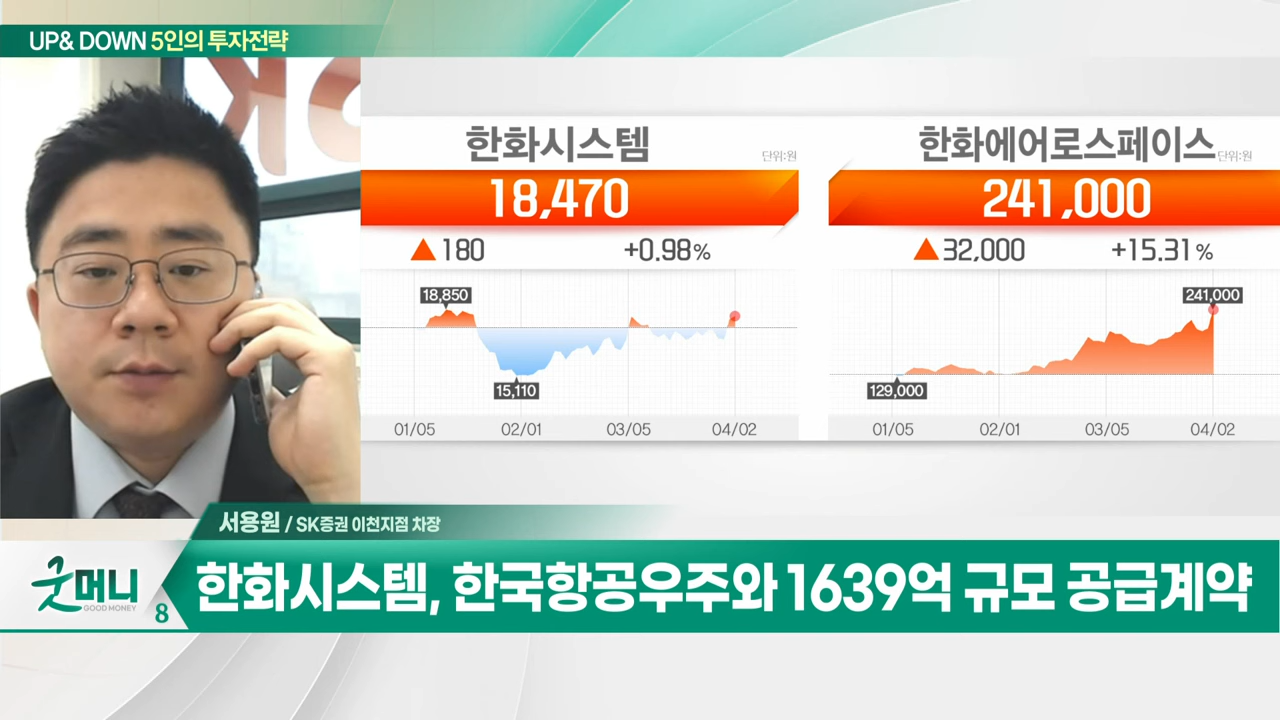 UP& DOWN 5인의 투자전략
한화시스템
단위:원
18,470
▲180 +0.98%
18,850
15,110
01/05 02/01 03/05 04/02
한화에어로스페이스
단위:원
241,000
▲32,000 +15.31%
241,000
129,000
01/05 02/01 03/05 04/02
서용원 / SK증권 이천지점 차장
굿머니
GOOD MONEY
8
한화시스템, 한국항공우주와 1639억 규모 공급계약